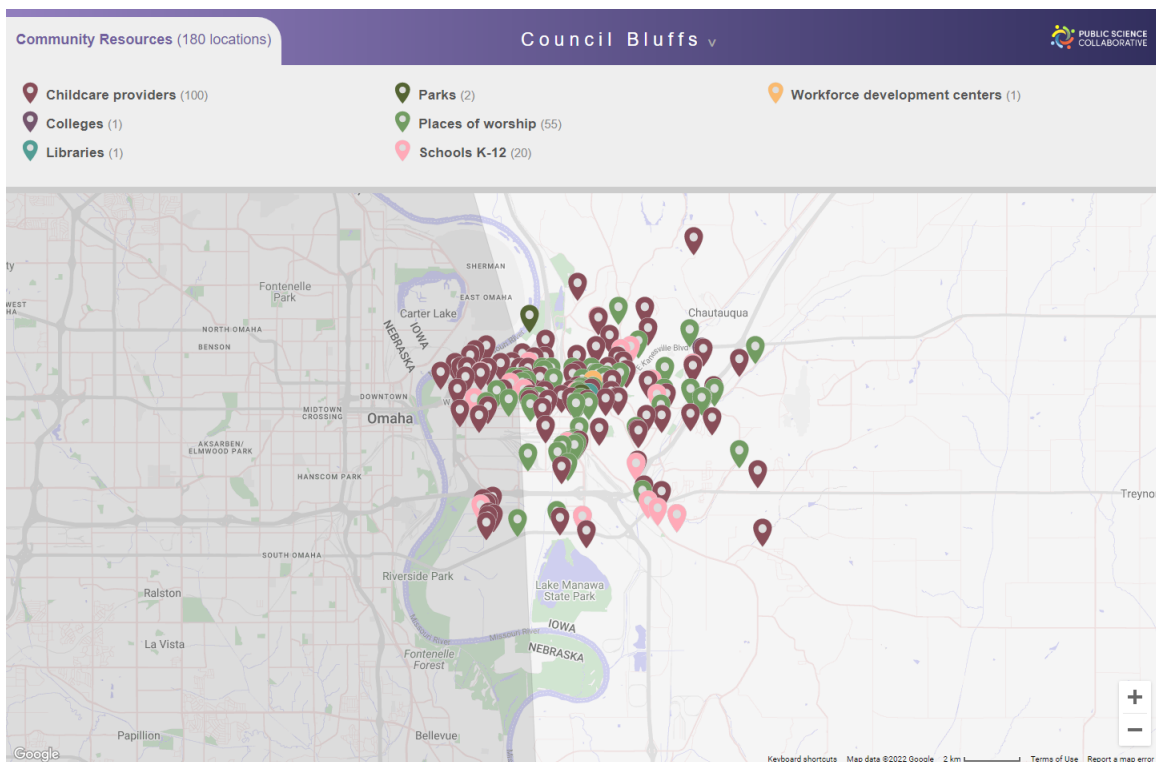 Community Resources (180 locations)
Council Bluffs v
PUBLIC SCIENCE
COLLABORATIVE
Childcare providers (100)
Parks (2)
Workforce development centers (1)
Colleges (1)
Places of worship (55)
Libraries (1)
Schools K-12 (20)
SHERMAN
Fontenelle
Park
EAST OMAHA
Carter Lake
Chautauqua
NORTH OMAHA
IOWA
NEBRASKA
BENSON
E Kanesville Blvd
DOWNTOWN
MIDTOWN
CROSSING
Omaha
AKSARBEN/
ELMWOOD PARK
HANSCOM PARK
Treynor
SOUTH OMAHA
Riverside Park
Lake Manawa
State Park
Ralston
IOWA
Missouri River
La Vista
NEBRASKA
Fontenelle
Forest
Papillion
Bellevue
Google
Keyboard shortcuts
Map data ©2022 Google
2 km
Terms of Use
Report a map error